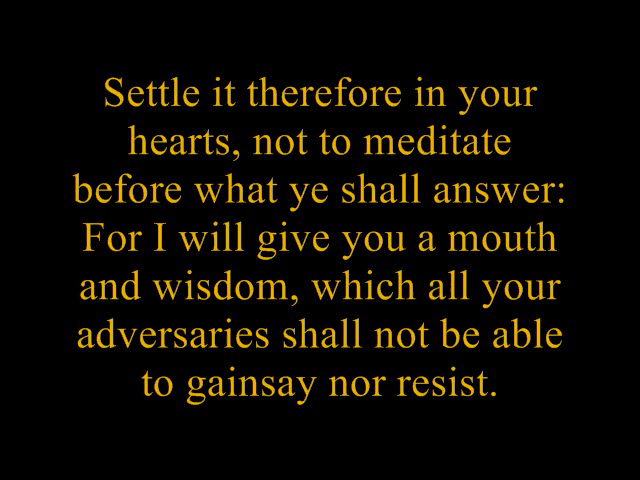 Settle it therefore in your
hearts, not to meditate
before what ye shall answer:
For I will give you a mouth
and wisdom, which all your
adversaries shall not be able
to gainsay nor resist.